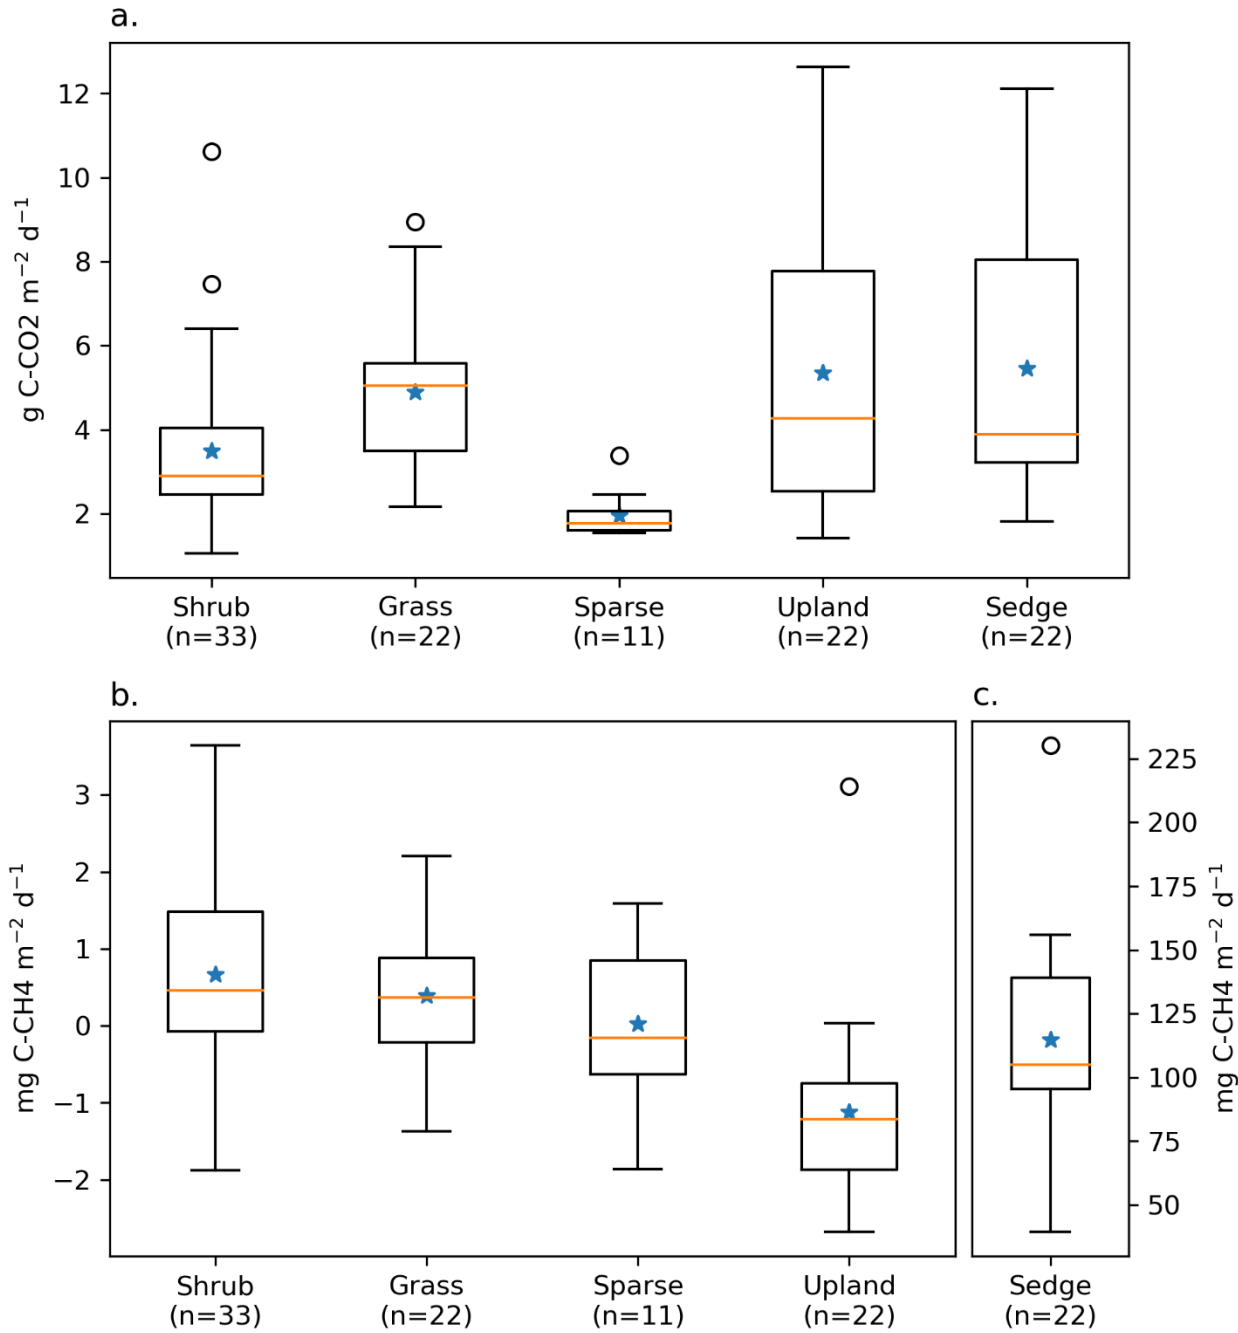 a.
g C-CO2 m⁻² d⁻¹
12
10
8
6
4
2
Shrub
(n=33)
Grass
(n=22)
Sparse
(n=11)
Upland
(n=22)
Sedge
(n=22)
b.
mg C-CH4 m⁻² d⁻¹
3
2
1
0
−1
−2
Shrub
(n=33)
Grass
(n=22)
Sparse
(n=11)
Upland
(n=22)
c.
225
200
175
150
125
100
75
50
mg C-CH4 m⁻² d⁻¹
Sedge
(n=22)